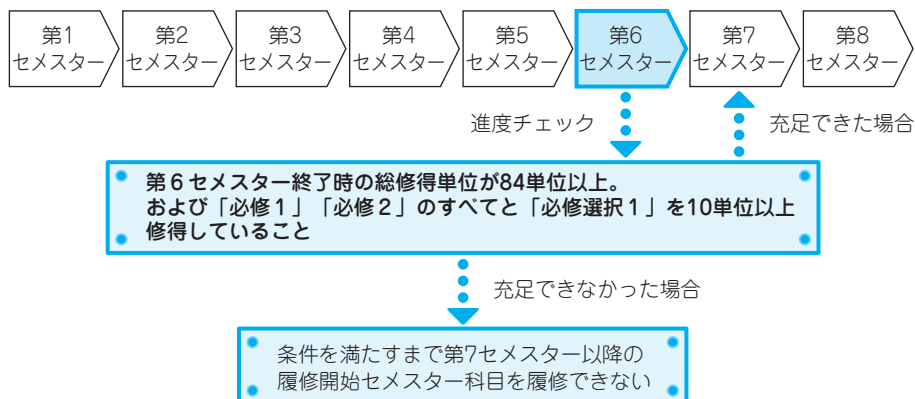 第1
セメスター
第2
セメスター
第3
セメスター
第4
セメスター
第5
セメスター
第6
セメスター
第7
セメスター
第8
セメスター
進度チェック
充足できた場合
第６セメスター終了時の総修得単位が84単位以上。
および「必修１」「必修２」のすべてと「必修選択１」を10単位以上
修得していること
充足できなかった場合
条件を満たすまで第7セメスター以降の
履修開始セメスター科目を履修できない